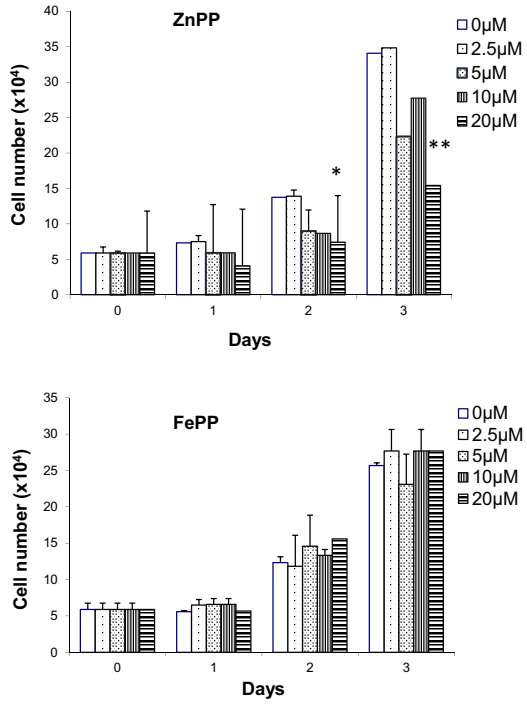 ZnPP
40
35
30
25
20
15
10
5
0
Cell number (x10⁴)
0 1 2 3
Days
0µM
2.5µM
5µM
10µM
20µM
*
**
FePP
35
30
25
20
15
10
5
0
Cell number (x10⁴)
0 1 2 3
Days
0µM
2.5µM
5µM
10µM
20µM